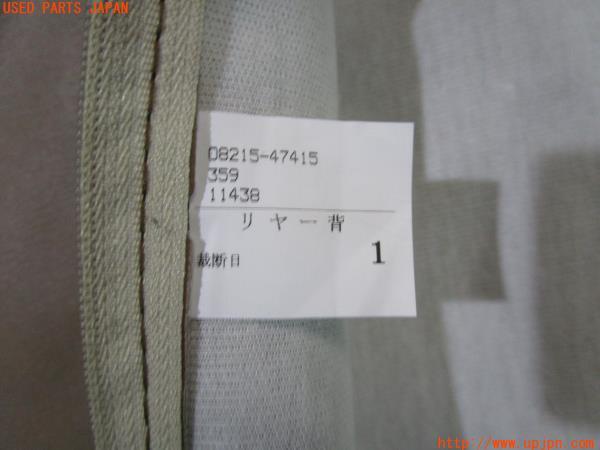 USED PARTS JAPAN
08215-47415
359
11438
リヤー背
裁断日 1
http://www.upjpn.com